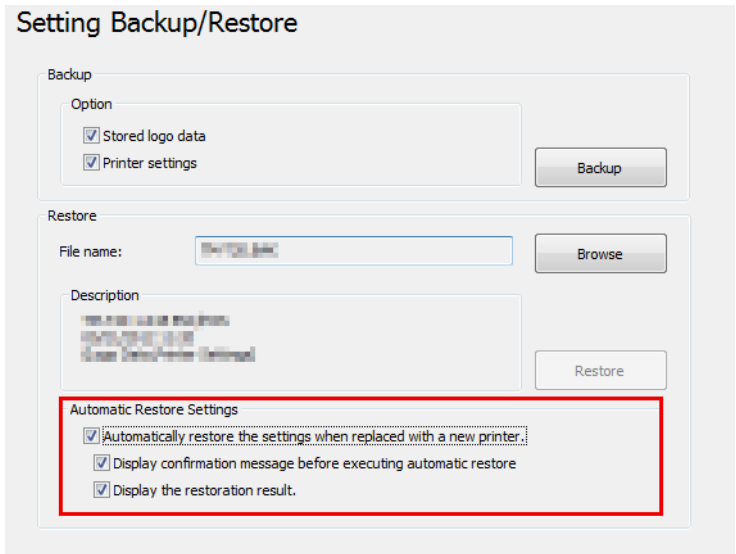 Setting Backup/Restore
Backup
Option
Stored logo data
Printer settings
Backup
Restore
File name:
Browse
Description
Restore
Automatic Restore Settings
Automatically restore the settings when replaced with a new printer.
Display confirmation message before executing automatic restore
Display the restoration result.